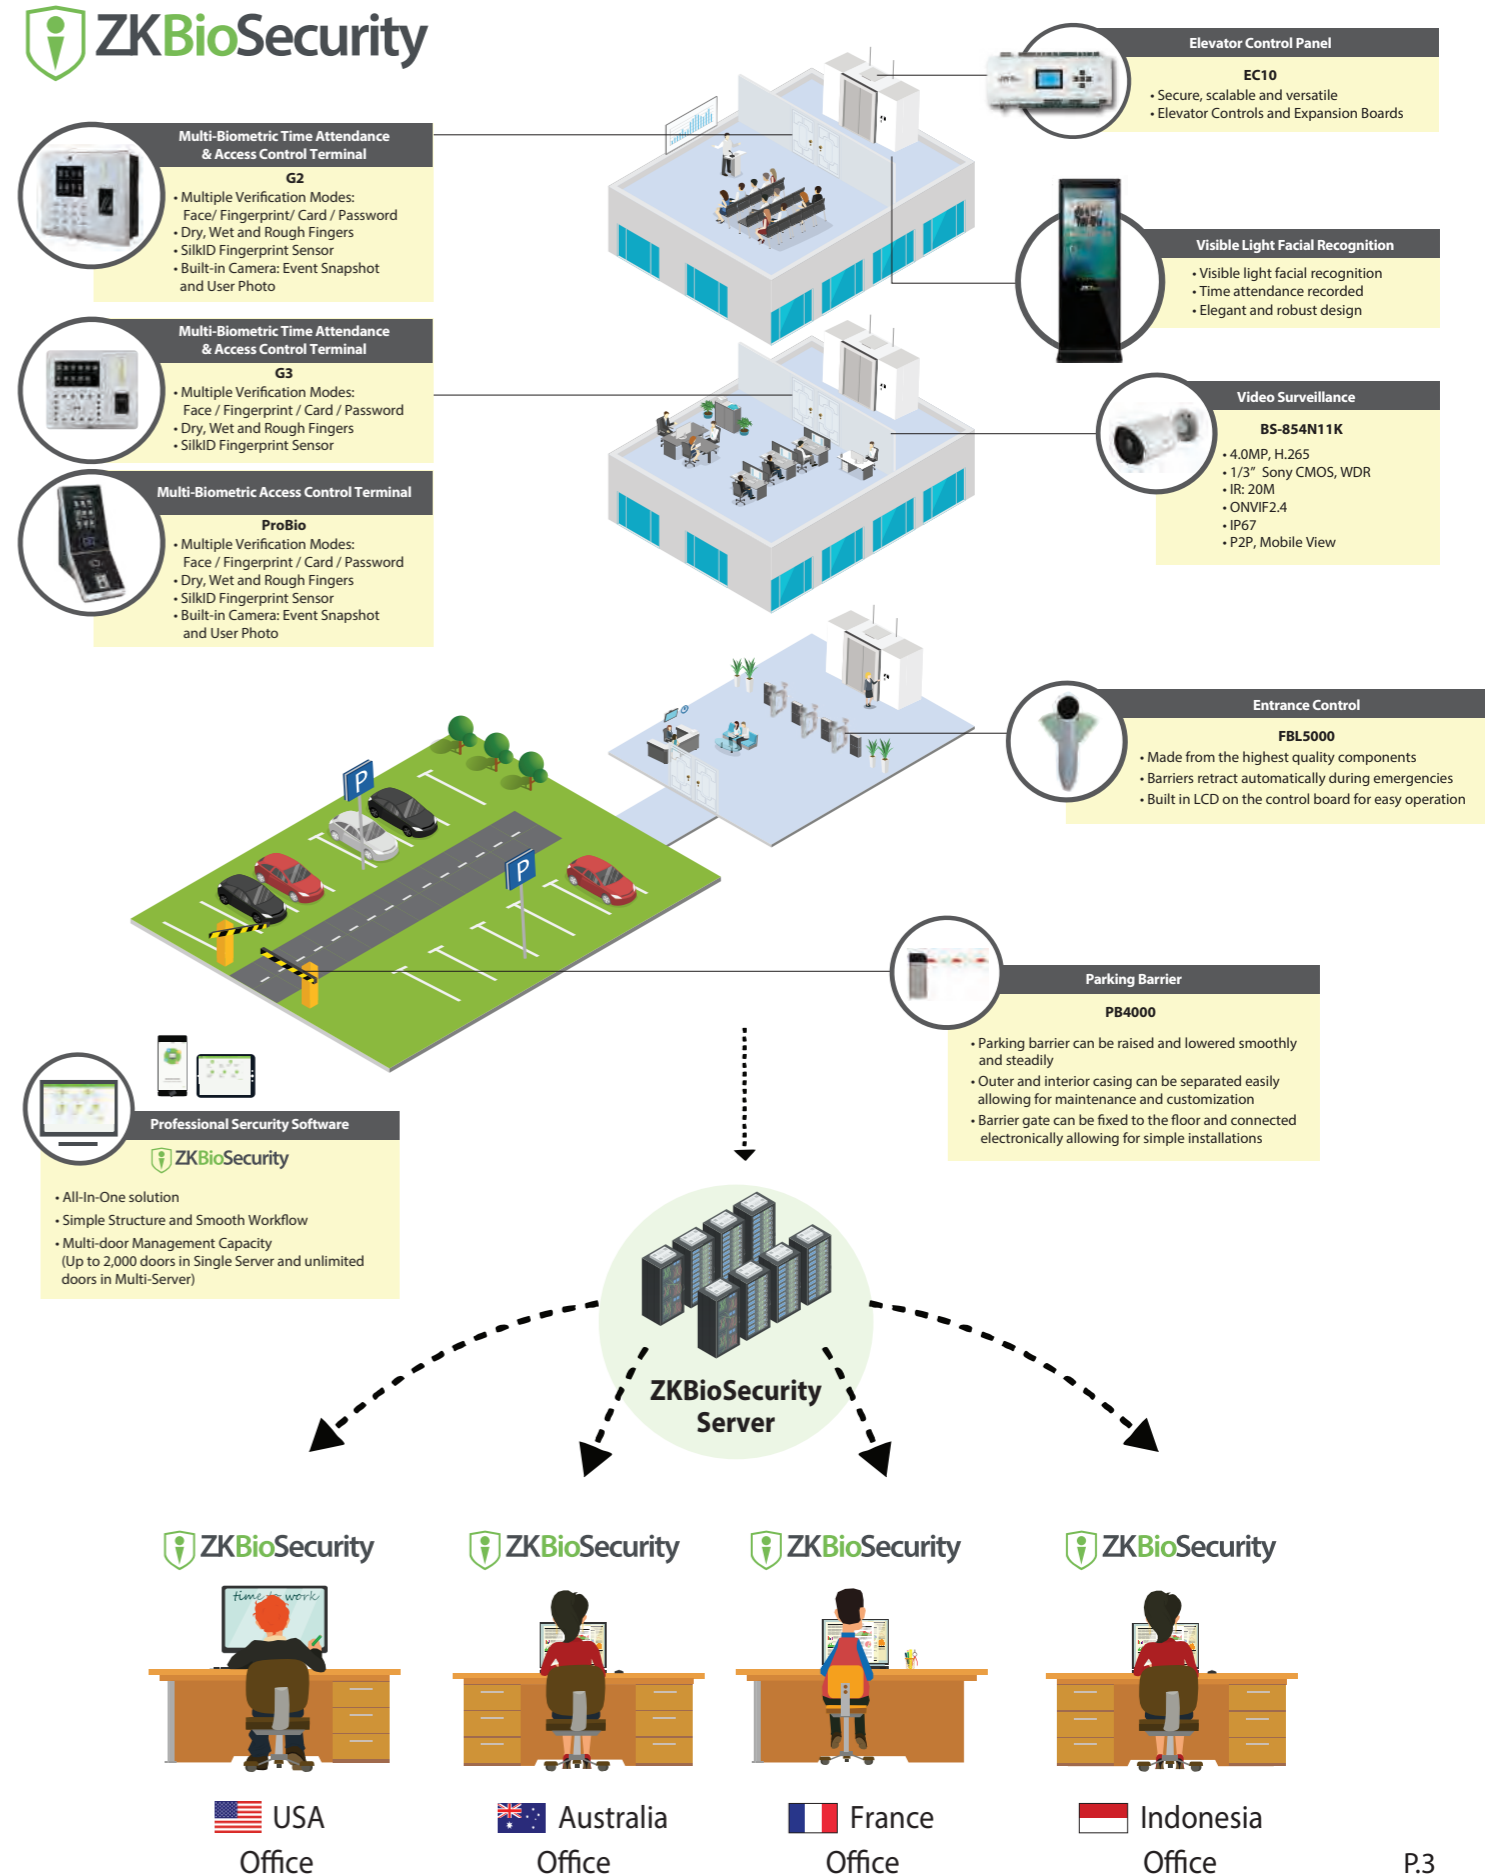 ZKBioSecurity
Multi-Biometric Time Attendance
& Access Control Terminal
G2
• Multiple Verification Modes:
Face/ Fingerprint/ Card / Password
• Dry, Wet and Rough Fingers
• SilkID Fingerprint Sensor
• Built-in Camera: Event Snapshot
and User Photo
Multi-Biometric Time Attendance
& Access Control Terminal
G3
• Multiple Verification Modes:
Face / Fingerprint / Card / Password
• Dry, Wet and Rough Fingers
• SilkID Fingerprint Sensor
Multi-Biometric Access Control Terminal
ProBio
• Multiple Verification Modes:
Face / Fingerprint / Card / Password
• Dry, Wet and Rough Fingers
• SilkID Fingerprint Sensor
• Built-in Camera: Event Snapshot
and User Photo
Elevator Control Panel
EC10
• Secure, scalable and versatile
• Elevator Controls and Expansion Boards
Visible Light Facial Recognition
• Visible light facial recognition
• Time attendance recorded
• Elegant and robust design
Video Surveillance
BS-854N11K
• 4.0MP, H.265
• 1/3” Sony CMOS, WDR
• IR: 20M
• ONVIF2.4
• IP67
• P2P, Mobile View
Entrance Control
FBL5000
• Made from the highest quality components
• Barriers retract automatically during emergencies
• Built in LCD on the control board for easy operation
P
P
Parking Barrier
PB4000
• Parking barrier can be raised and lowered smoothly
and steadily
• Outer and interior casing can be separated easily
allowing for maintenance and customization
• Barrier gate can be fixed to the floor and connected
electronically allowing for simple installations
Professional Sercurity Software
ZKBioSecurity
• All-In-One solution
• Simple Structure and Smooth Workflow
• Multi-door Management Capacity
(Up to 2,000 doors in Single Server and unlimited
doors in Multi-Server)
ZKBioSecurity
Server
ZKBioSecurity
ZKBioSecurity
ZKBioSecurity
ZKBioSecurity
time to work
USA
Office
Australia
Office
France
Office
Indonesia
Office
P.3